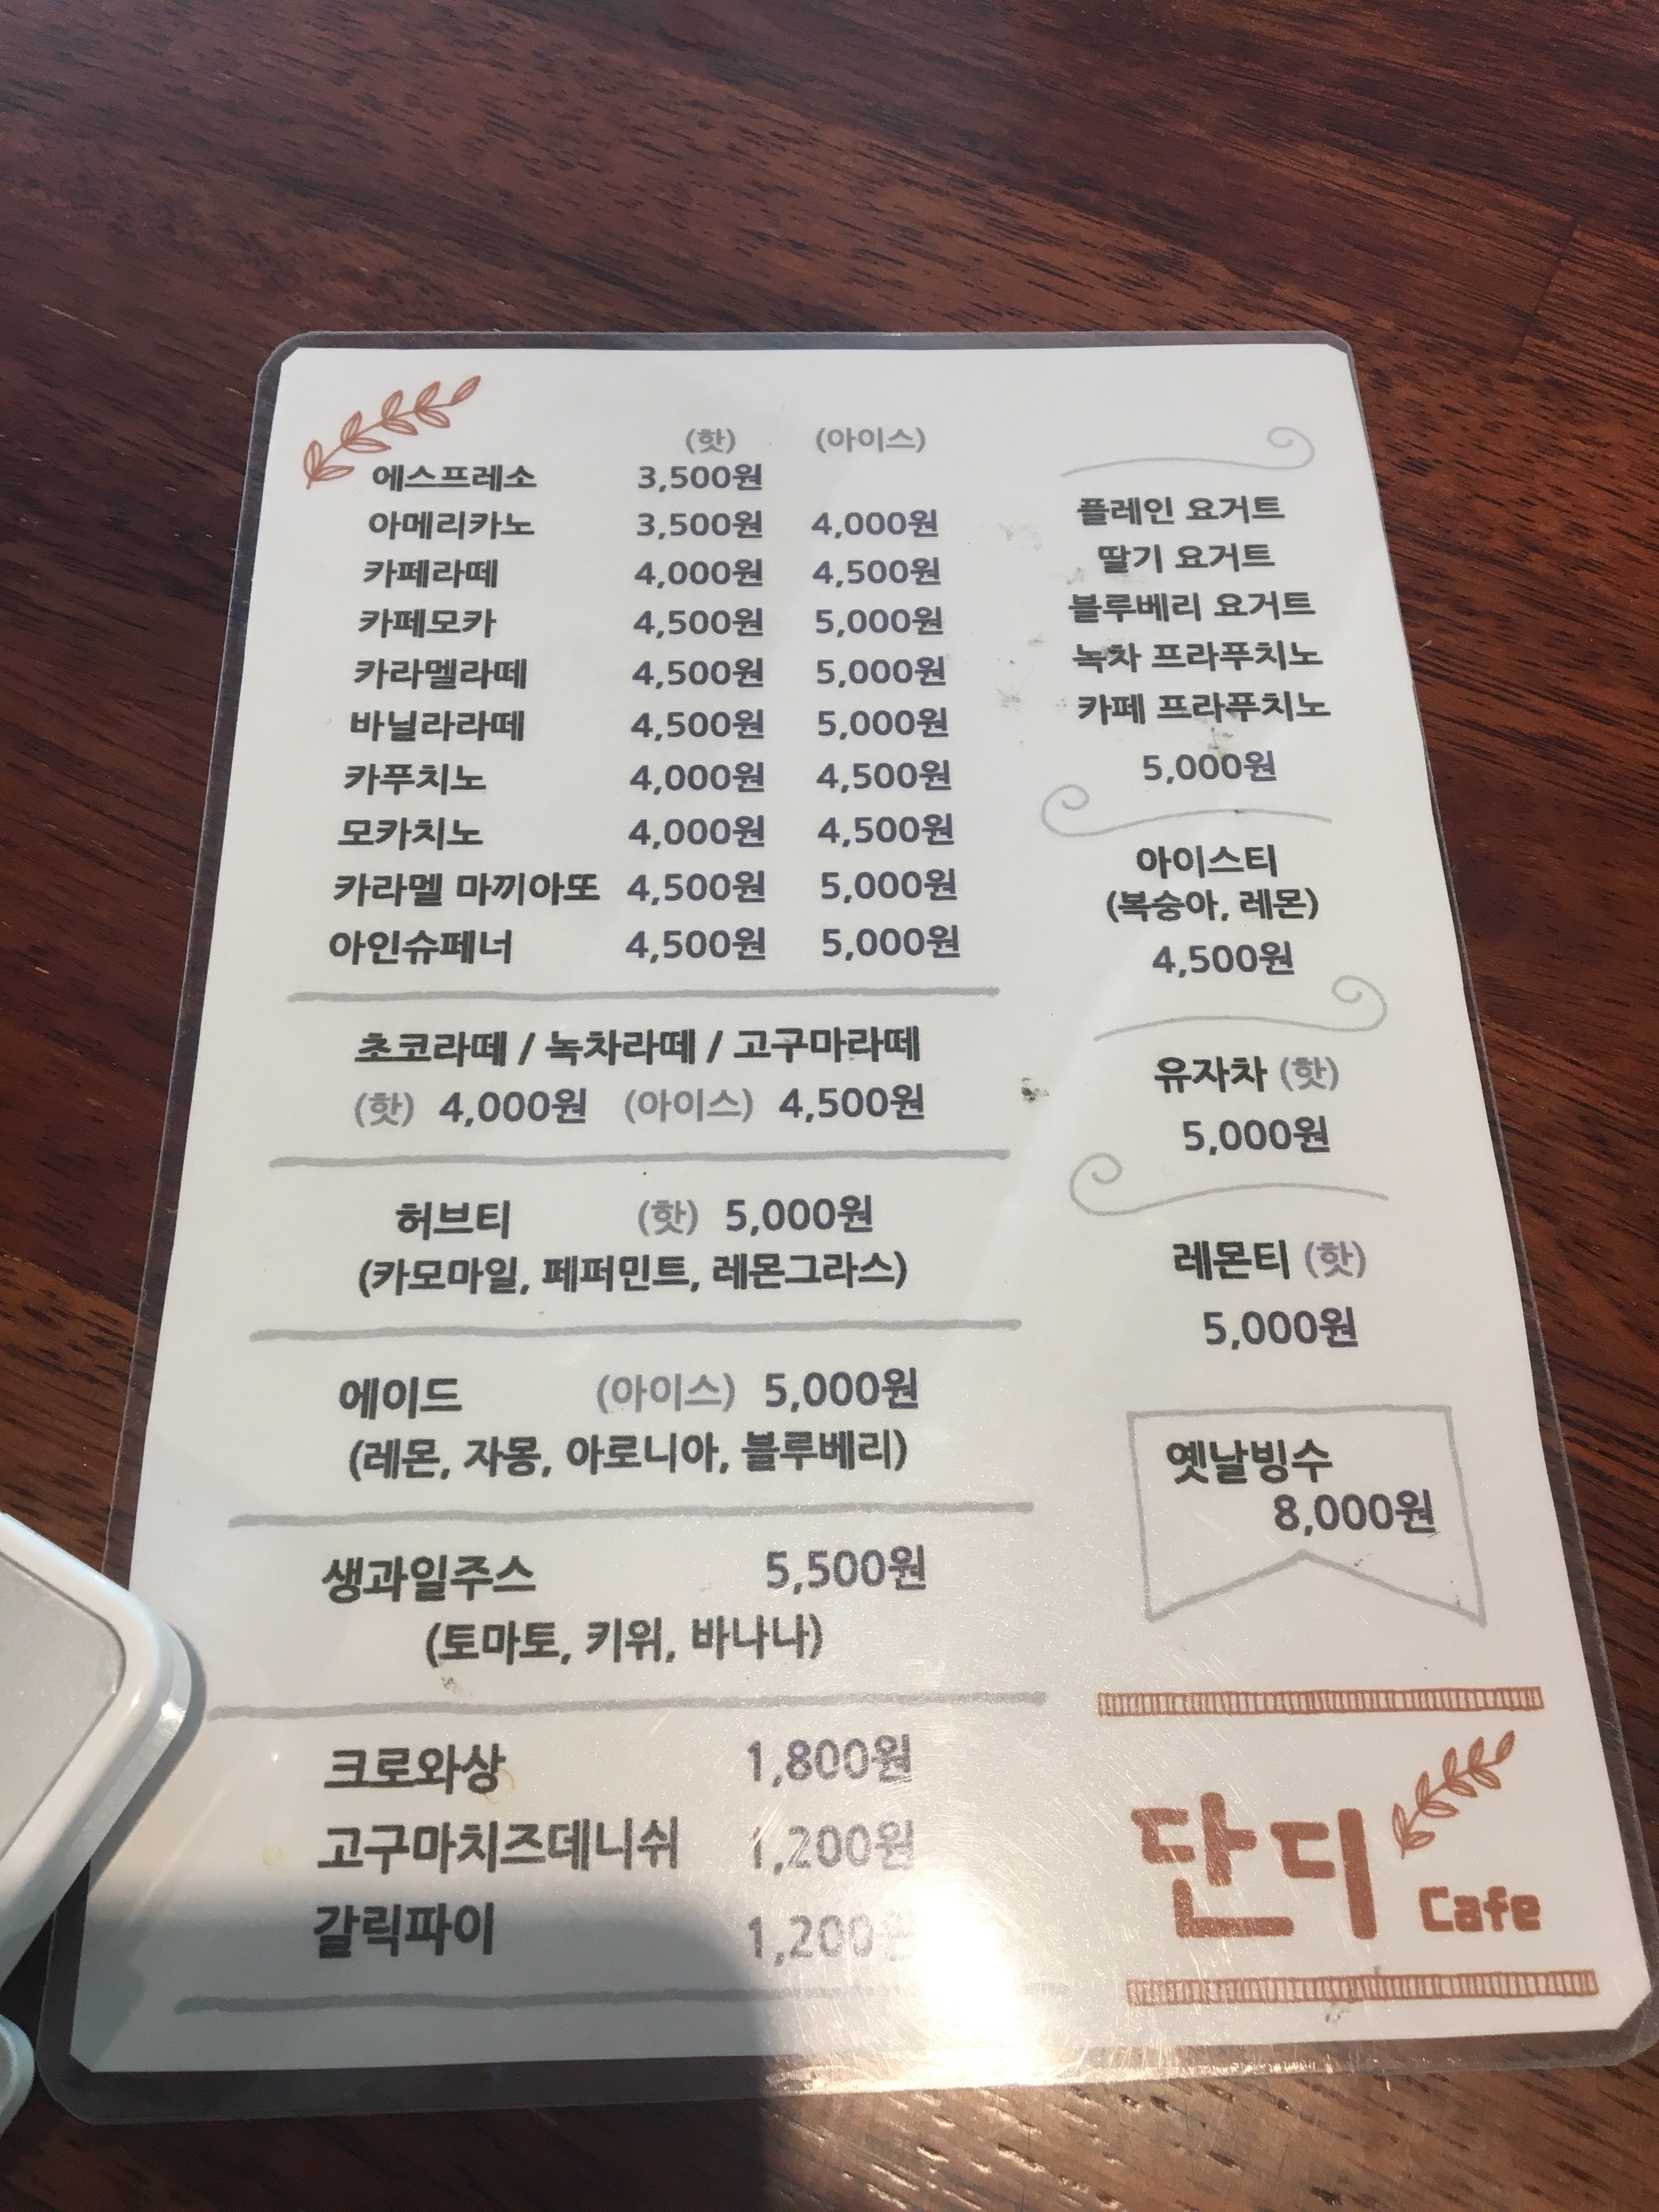 (핫) (아이스)
에스프레소 3,500원
아메리카노 3,500원 4,000원
카페라떼 4,000원 4,500원
카페모카 4,500원 5,000원
카라멜라떼 4,500원 5,000원
바닐라라떼 4,500원 5,000원
카푸치노 4,000원 4,500원
모카치노 4,000원 4,500원
카라멜 마끼아또 4,500원 5,000원
아인슈페너 4,500원 5,000원
초코라떼 / 녹차라떼 / 고구마라떼
(핫) 4,000원 (아이스) 4,500원
허브티 (핫) 5,000원
(카모마일, 페퍼민트, 레몬그라스)
에이드 (아이스) 5,000원
(레몬, 자몽, 아로니아, 블루베리)
생과일주스 5,500원
(토마토, 키위, 바나나)
크로와상 1,800원
고구마치즈데니쉬 1,200원
갈릭파이 1,200원
플레인 요거트
딸기 요거트
블루베리 요거트
녹차 프라푸치노
카페 프라푸치노
5,000원
아이스티
(복숭아, 레몬)
4,500원
유자차 (핫)
5,000원
레몬티 (핫)
5,000원
옛날빙수
8,000원
단디 Cafe